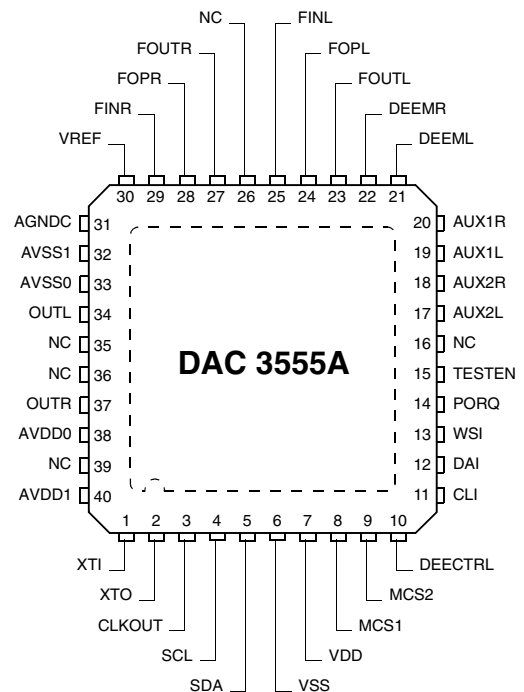 NC
FINL
FOUTR
FOPL
FOPR
FOUTL
FINR
DEEMR
VREF
DEEML
30 29 28 27 26 25 24 23 22 21
AGNDC 31
20 AUX1R
AVSS1 32
19 AUX1L
AVSS0 33
18 AUX2R
OUTL 34
17 AUX2L
NC 35
16 NC
NC 36
15 TESTEN
OUTR 37
14 PORQ
AVDD0 38
13 WSI
NC 39
12 DAI
AVDD1 40
11 CLI
DAC 3555A
1 2 3 4 5 6 7 8 9 10
XTI
DEECTRL
XTO
MCS2
CLKOUT
MCS1
SCL
VDD
SDA
VSS